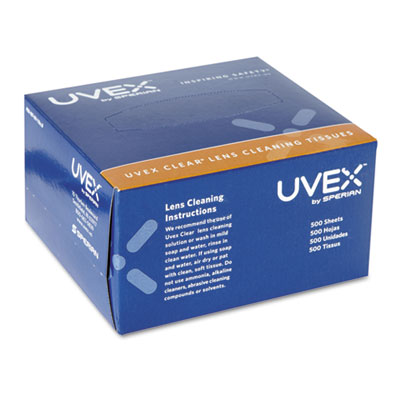 INSPIRING SAFETY
UVEX
by SPERIAN
UVEX CLEAR® LENS CLEANING TISSUES
Lens Cleaning
Instructions
We recommend the use of
Uvex Clear lens cleaning
solution or wash in mild
soap and water, rinse in
clean water. If using soap
and water, air dry or pat
with clean, soft tissue. Do
not use ammonia, alkaline
cleaners, abrasive cleaning
compounds or solvents.
UVEX™
by SPERIAN
500 Sheets
500 Hojas
500 Unidades
500 Tissus
SPERIAN